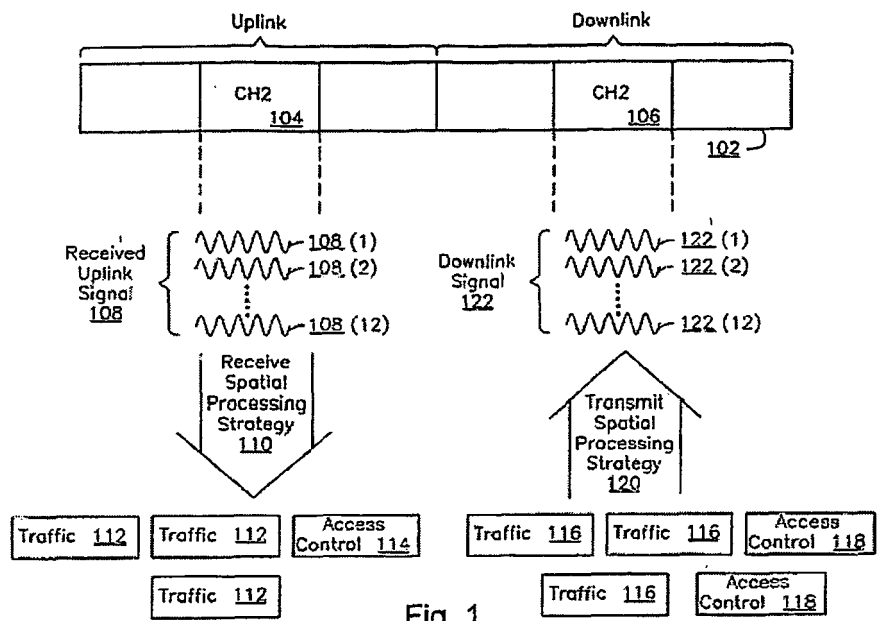 Uplink
Downlink
CH2
104
CH2
106
102
Received
Uplink
Signal
108
108 (1)
108 (2)
108 (12)
Downlink
Signal
122
122 (1)
122 (2)
122 (12)
Receive
Spatial
Processing
Strategy
110
Transmit
Spatial
Processing
Strategy
120
Traffic 112
Traffic 112
Access
Control 114
Traffic 116
Traffic 116
Access
Control 118
Traffic 112
Traffic 116
Access
Control 118
Fig. 1